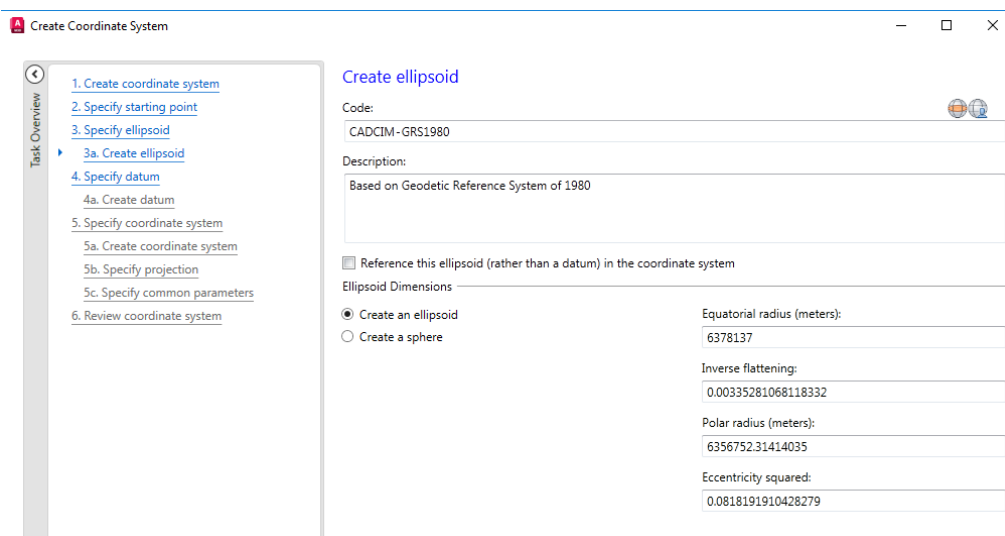 Create Coordinate System
Task Overview
1. Create coordinate system
2. Specify starting point
3. Specify ellipsoid
3a. Create ellipsoid
4. Specify datum
4a. Create datum
5. Specify coordinate system
5a. Create coordinate system
5b. Specify projection
5c. Specify common parameters
6. Review coordinate system
Create ellipsoid
Code:
CADCIM-GRS1980
Description:
Based on Geodetic Reference System of 1980
Reference this ellipsoid (rather than a datum) in the coordinate system
Ellipsoid Dimensions
Create an ellipsoid
Create a sphere
Equatorial radius (meters):
6378137
Inverse flattening:
0.00335281068118332
Polar radius (meters):
6356752.31414035
Eccentricity squared:
0.0818191910428279